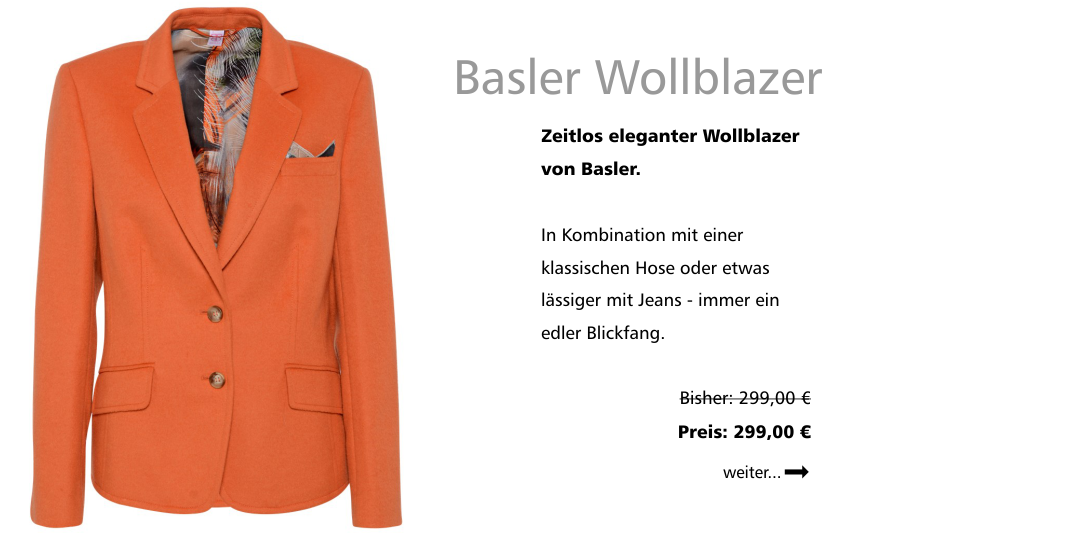 Basler Wollblazer
Zeitlos eleganter Wollblazer
von Basler.
In Kombination mit einer
klassischen Hose oder etwas
lässiger mit Jeans - immer ein
edler Blickfang.
Bisher: 299,00 €
Preis: 299,00 €
weiter...